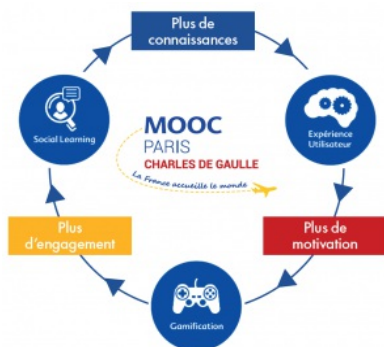 Plus de
connaissances
Social Learning
Expérience
Utilisateur
MOOC
PARIS
CHARLES DE GAULLE
La France accueille le monde
Plus
d'engagement
Plus de
motivation
Gamification